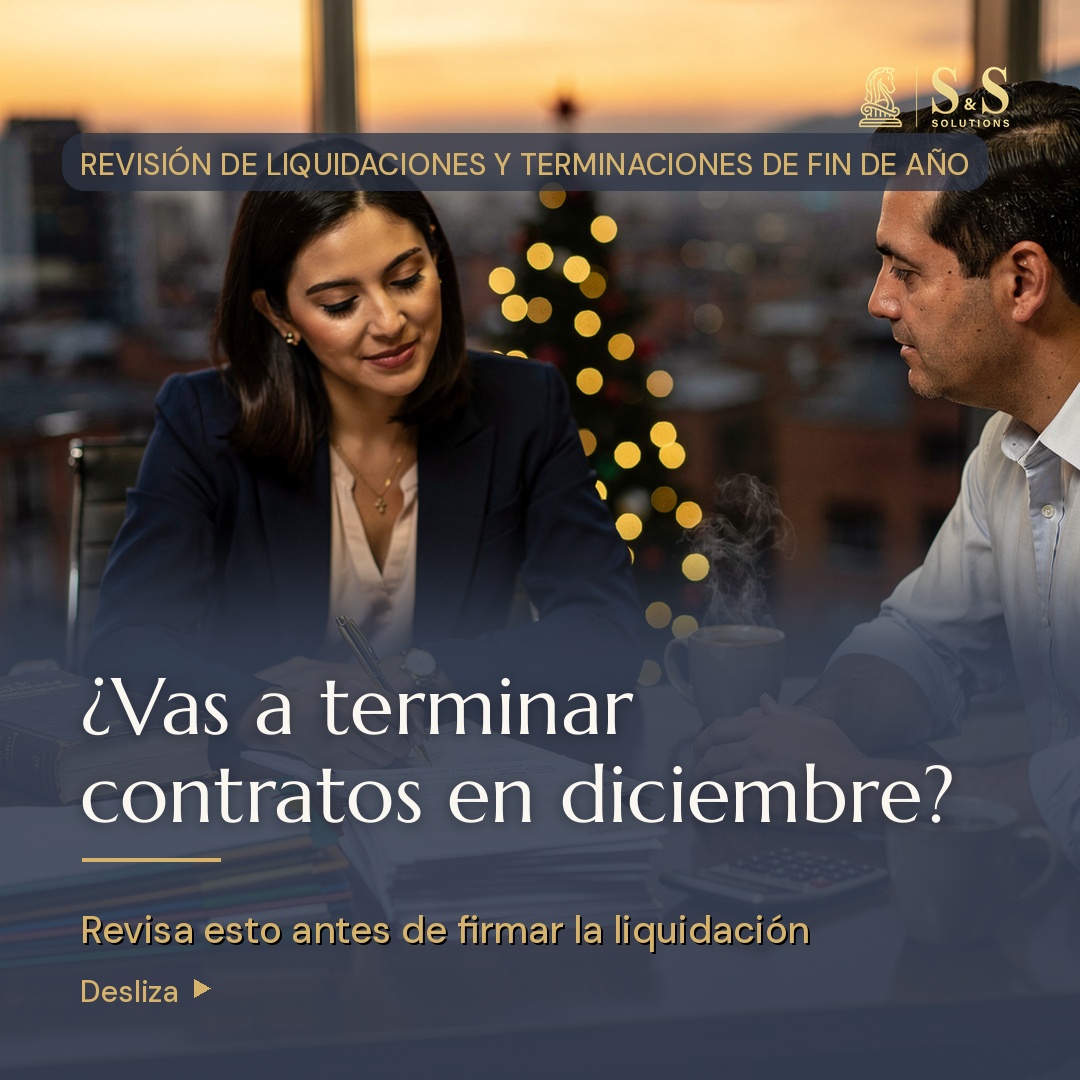 S&S
SOLUTIONS
REVISIÓN DE LIQUIDACIONES Y TERMINACIONES DE FIN DE AÑO
¿Vas a terminar
contratos en diciembre?
Revisa esto antes de firmar la liquidación
Desliza